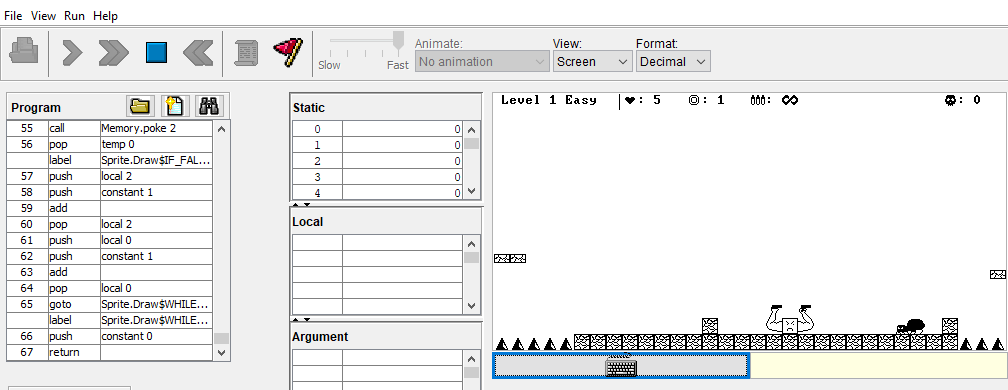 File View Run Help
Animate:
View:
Format:
Slow
Fast
No animation
Screen
Decimal
Program
55 call Memory.poke 2
56 pop temp 0
label Sprite.Draw$IF_FAL...
57 push local 2
58 push constant 1
59 add
60 pop local 2
61 push local 0
62 push constant 1
63 add
64 pop local 0
65 goto Sprite.Draw$WHILE...
label Sprite.Draw$WHILE...
66 push constant 0
67 return
Static
0 0
1 0
2 0
3 0
4 0
Local
Argument
Level 1 Easy : 5 : 1 : ∞ : 0